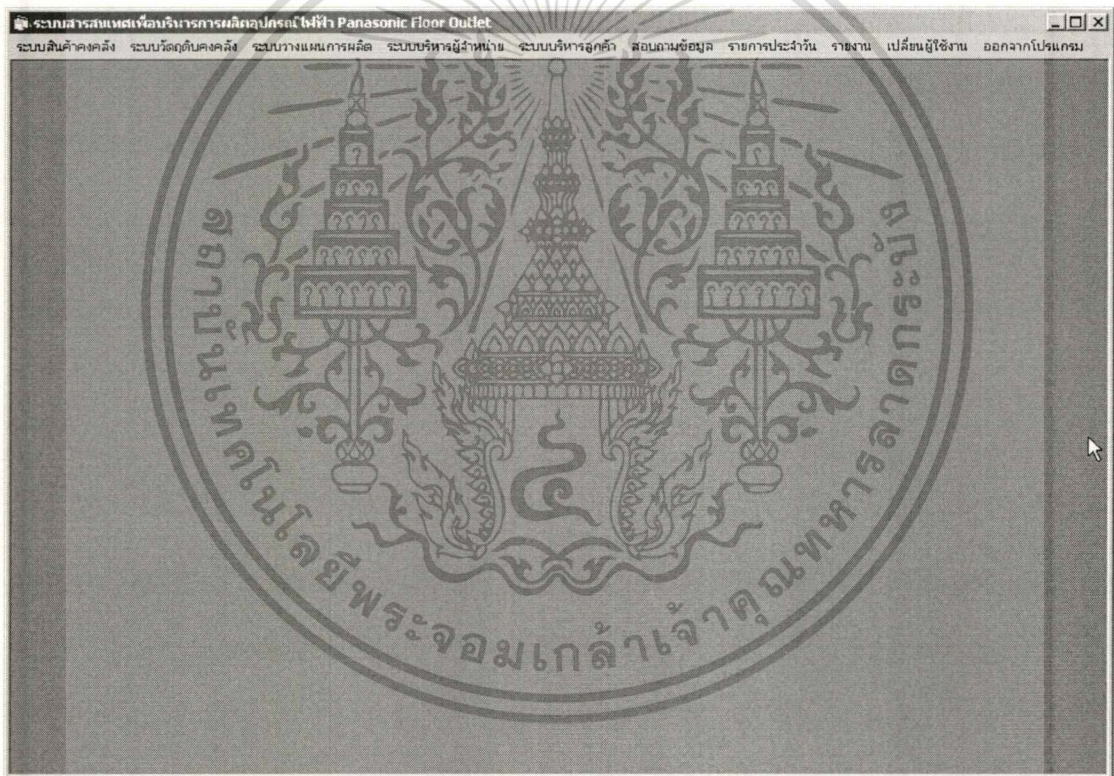 ระบบสารสนเทศเพื่อบริหารการผลิตอุปกรณ์ไฟฟ้า Panasonic Floor Outlet
ระบบสินค้าคงคลัง ระบบวัตถุดิบคงคลัง ระบบวางแผนการผลิต ระบบบริหารผู้จำหน่าย ระบบบริหารลูกค้า สอบถามข้อมูล รายการประจำวัน รายงาน เปลี่ยนผู้ใช้งาน ออกจากโปรแกรม
สถาบันเทคโนโลยีพระจอมเกล้าเจ้าคุณทหารลาดกระบัง